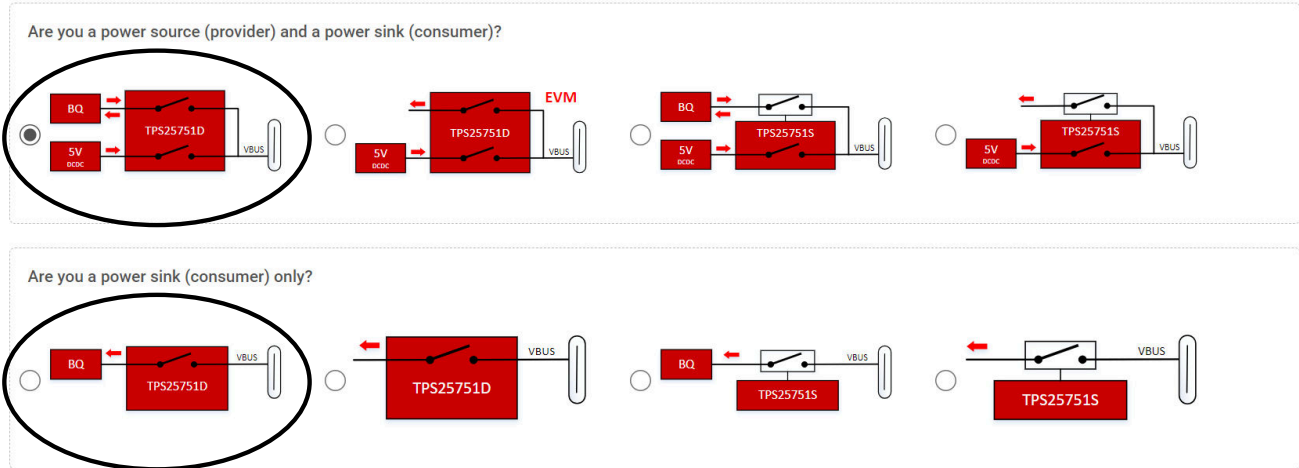 Are you a power source (provider) and a power sink (consumer)?
BQ
TPS25751D
5V
DCDC
VBUS
EVM
TPS25751D
5V
DCDC
VBUS
BQ
TPS25751S
5V
DCDC
VBUS
TPS25751S
5V
DCDC
VBUS
Are you a power sink (consumer) only?
BQ
VBUS
TPS25751D
VBUS
TPS25751D
BQ
VBUS
TPS25751S
VBUS
TPS25751S